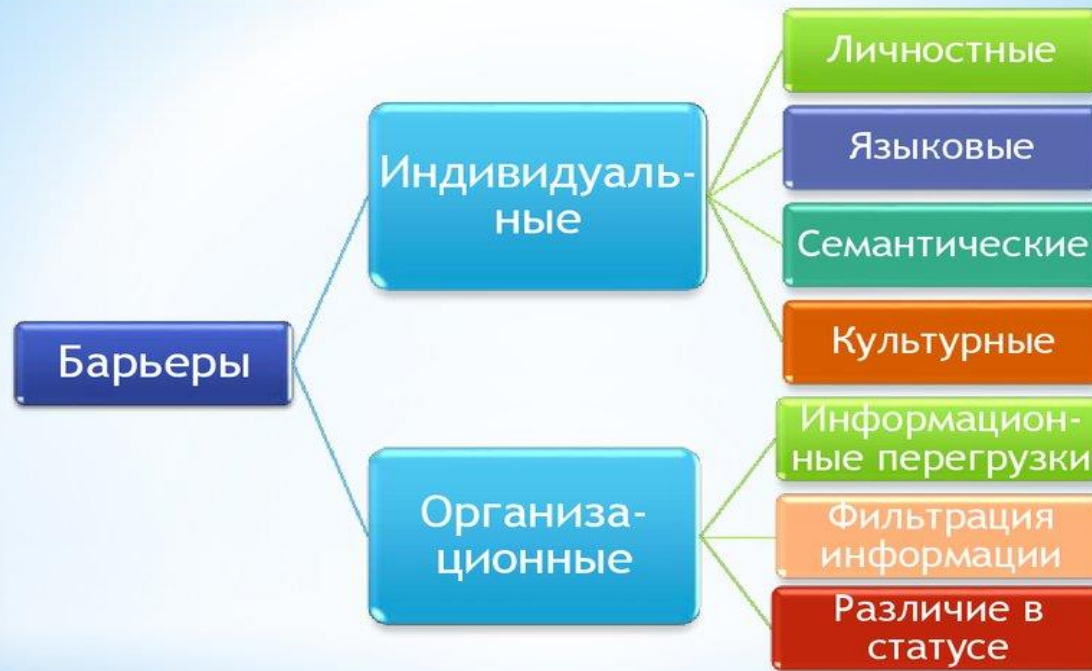 Барьеры
Индивидуаль-
ные
Личностные
Языковые
Семантические
Культурные
Организа-
ционные
Информацион-
ные перегрузки
Фильтрация
информации
Различие в
статусе